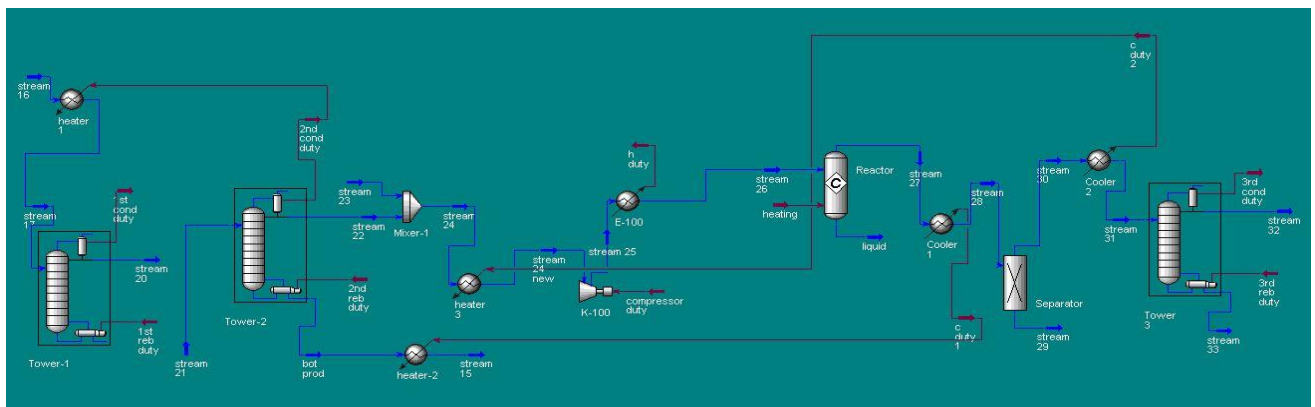 stream
16
heater
1
stream
17
1st
cond
duty
stream
20
1st
reb
duty
Tower-1
stream
21
2nd
cond
duty
Tower-2
2nd
reb
duty
bot
prod
heater-2
stream
15
stream
23
stream
22
Mixer-1
stream
24
heater
3
stream
24
new
K-100
compressor
duty
stream 25
h
duty
E-100
stream
26
heating
C
Reactor
liquid
stream
27
Cooler
1
stream
28
c
duty
1
Separator
stream
29
stream
30
Cooler
2
c
duty
2
stream
31
Tower
3
3rd
cond
duty
stream
32
3rd
reb
duty
stream
33